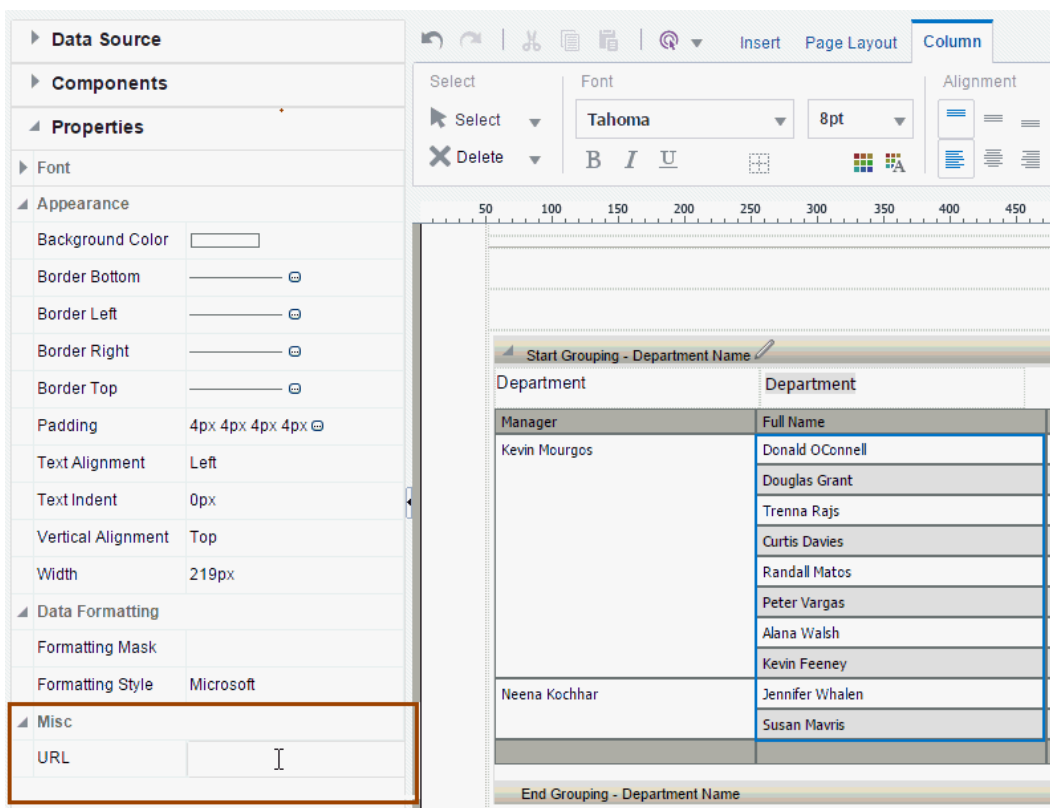 Data Source
Components
Properties
Font
Appearance
Background Color
Border Bottom
Border Left
Border Right
Border Top
Padding 4px 4px 4px 4px
Text Alignment Left
Text Indent 0px
Vertical Alignment Top
Width 219px
Data Formatting
Formatting Mask
Formatting Style Microsoft
Misc
URL
Insert Page Layout Column
Select Font Alignment
Select Tahoma 8pt
Delete B I U
50 100 150 200 250 300 350 400 450
Start Grouping - Department Name
Department Department
Manager Full Name
Kevin Mourgos Donald OConnell
Douglas Grant
Trenna Rajs
Curtis Davies
Randall Matos
Peter Vargas
Alana Walsh
Kevin Feeney
Neena Kochhar Jennifer Whalen
Susan Mavris
End Grouping - Department Name